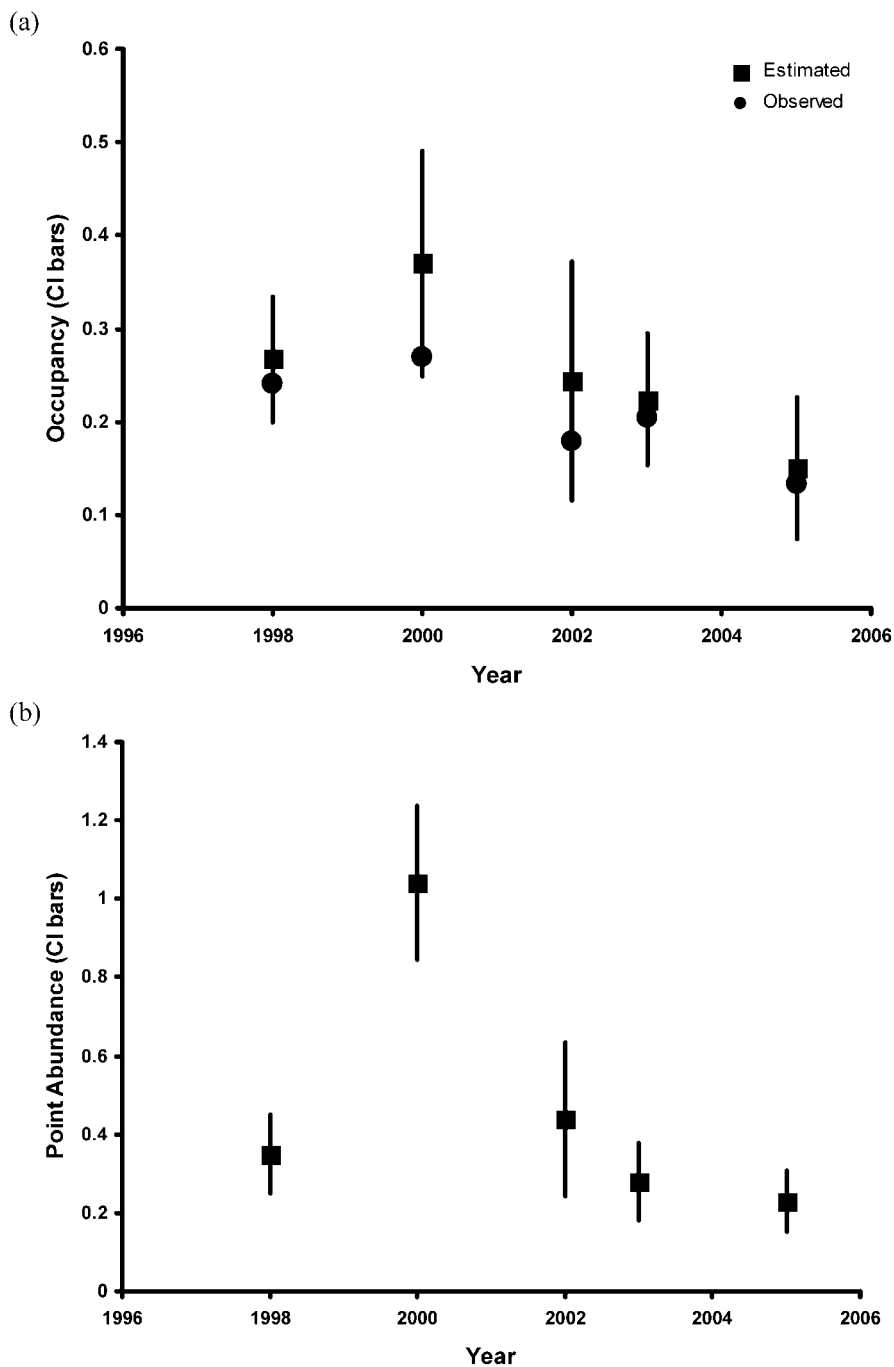 (a)
0.6
Estimated
Observed
0.5
0.4
0.3
0.2
0.1
0
Occupancy (CI bars)
1996 1998 2000 2002 2004 2006
Year
(b)
1.4
1.2
1
0.8
0.6
0.4
0.2
0
Point Abundance (CI bars)
1996 1998 2000 2002 2004 2006
Year